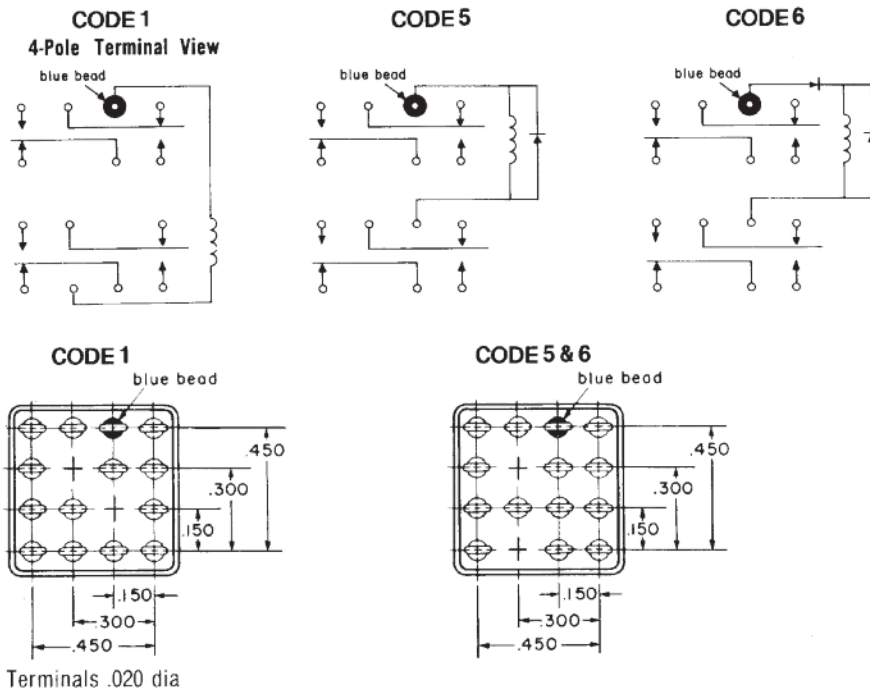 CODE 1
CODE 5
CODE 6
4-Pole Terminal View
blue bead
blue bead
blue bead
CODE 1
CODE 5 & 6
blue bead
blue bead
.450
.300
.150
.150
.300
.450
.450
.300
.150
.150
.300
.450
Terminals .020 dia